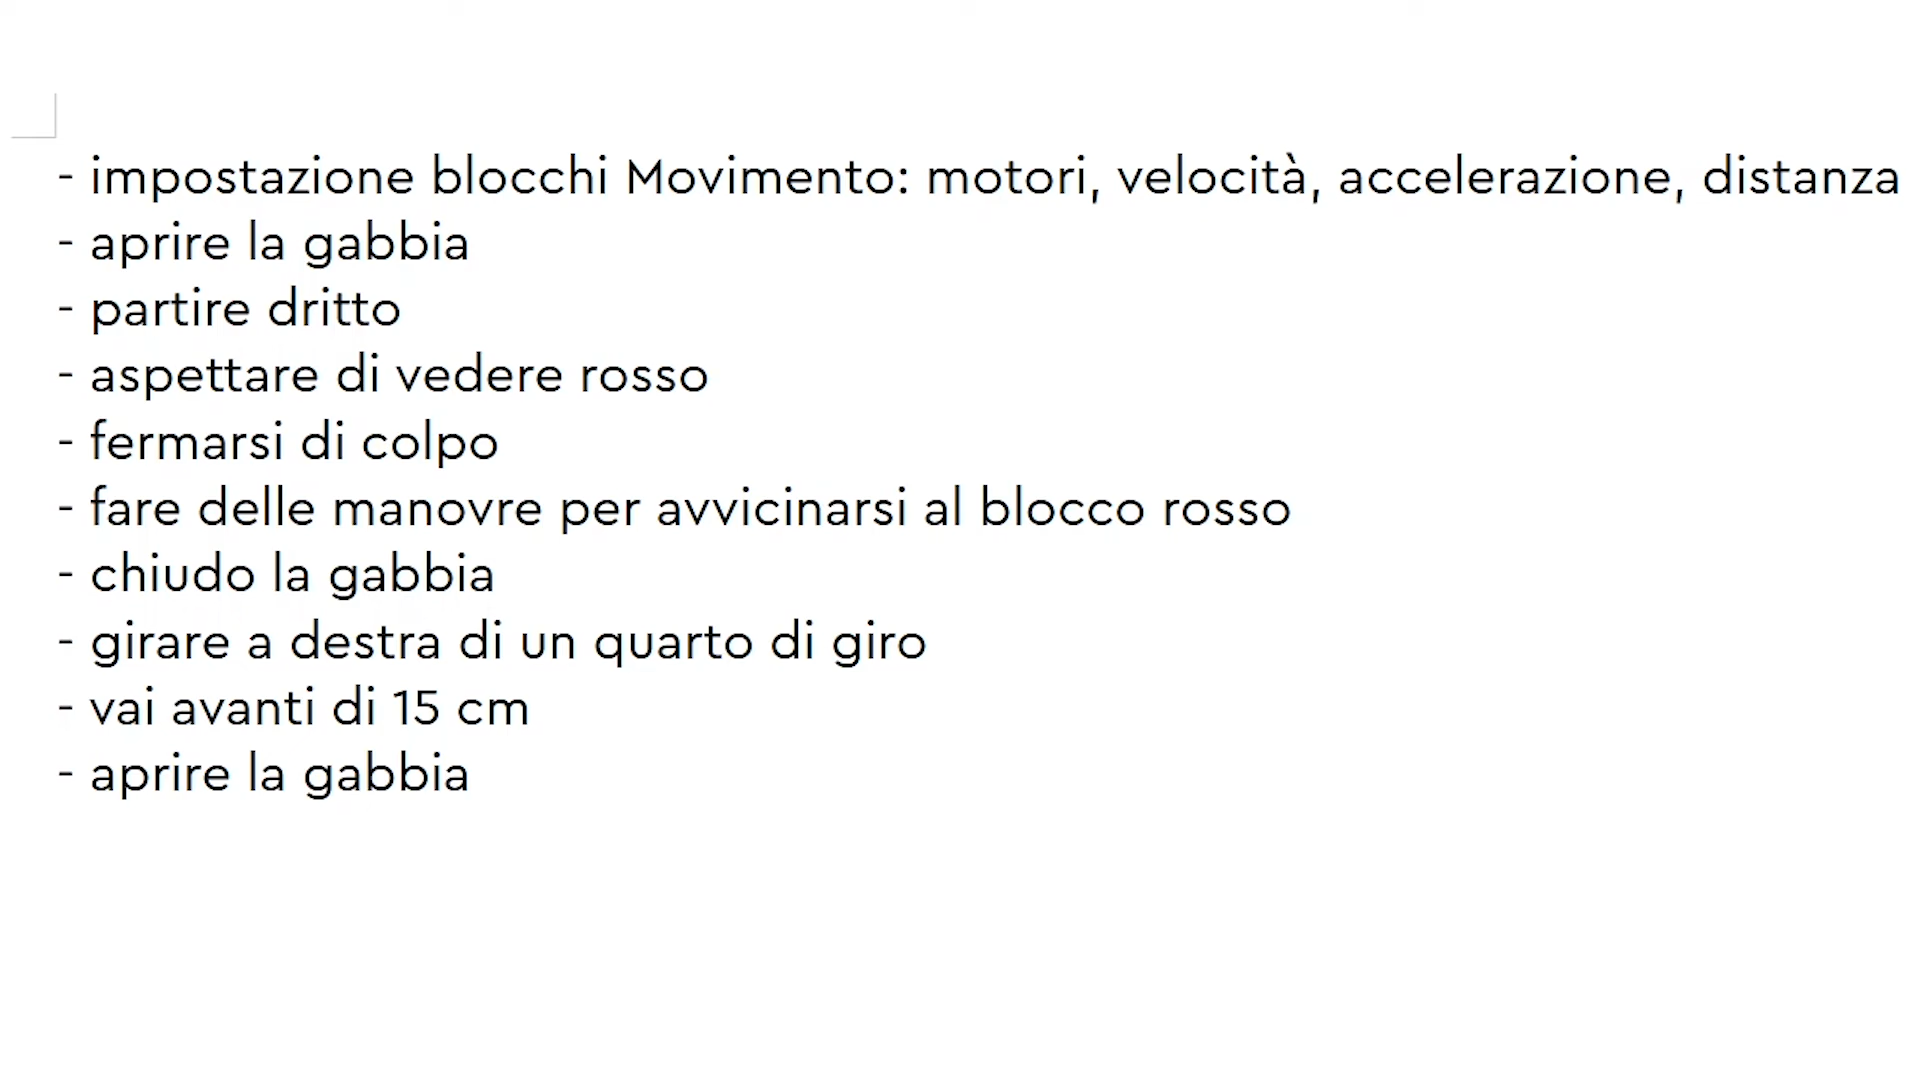 - impostazione blocchi Movimento: motori, velocità, accelerazione, distanza
- aprire la gabbia
- partire dritto
- aspettare di vedere rosso
- fermarsi di colpo
- fare delle manovre per avvicinarsi al blocco rosso
- chiudo la gabbia
- girare a destra di un quarto di giro
- vai avanti di 15 cm
- aprire la gabbia